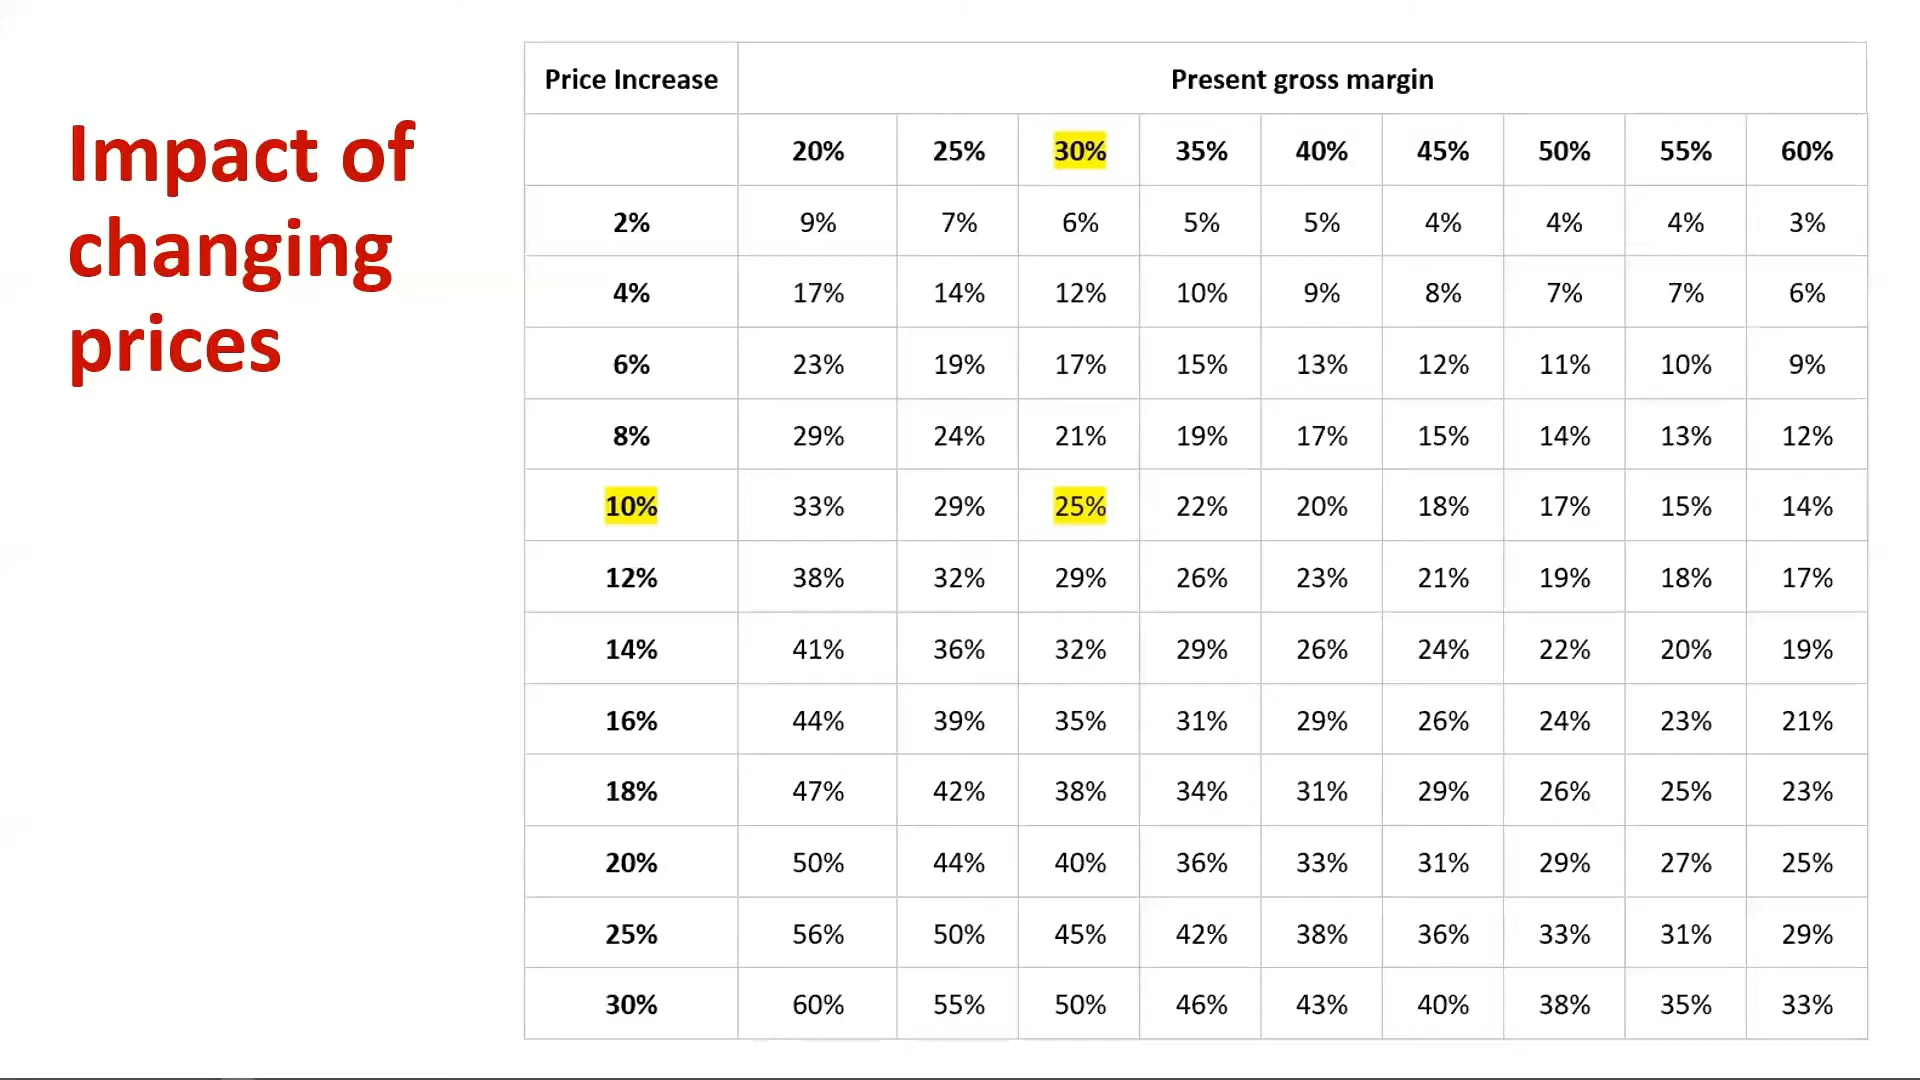 Impact of
changing
prices
Price Increase Present gross margin
20% 25% 30% 35% 40% 45% 50% 55% 60%
2% 9% 7% 6% 5% 5% 4% 4% 4% 3%
4% 17% 14% 12% 10% 9% 8% 7% 7% 6%
6% 23% 19% 17% 15% 13% 12% 11% 10% 9%
8% 29% 24% 21% 19% 17% 15% 14% 13% 12%
10% 33% 29% 25% 22% 20% 18% 17% 15% 14%
12% 38% 32% 29% 26% 23% 21% 19% 18% 17%
14% 41% 36% 32% 29% 26% 24% 22% 20% 19%
16% 44% 39% 35% 31% 29% 26% 24% 23% 21%
18% 47% 42% 38% 34% 31% 29% 26% 25% 23%
20% 50% 44% 40% 36% 33% 31% 29% 27% 25%
25% 56% 50% 45% 42% 38% 36% 33% 31% 29%
30% 60% 55% 50% 46% 43% 40% 38% 35% 33%